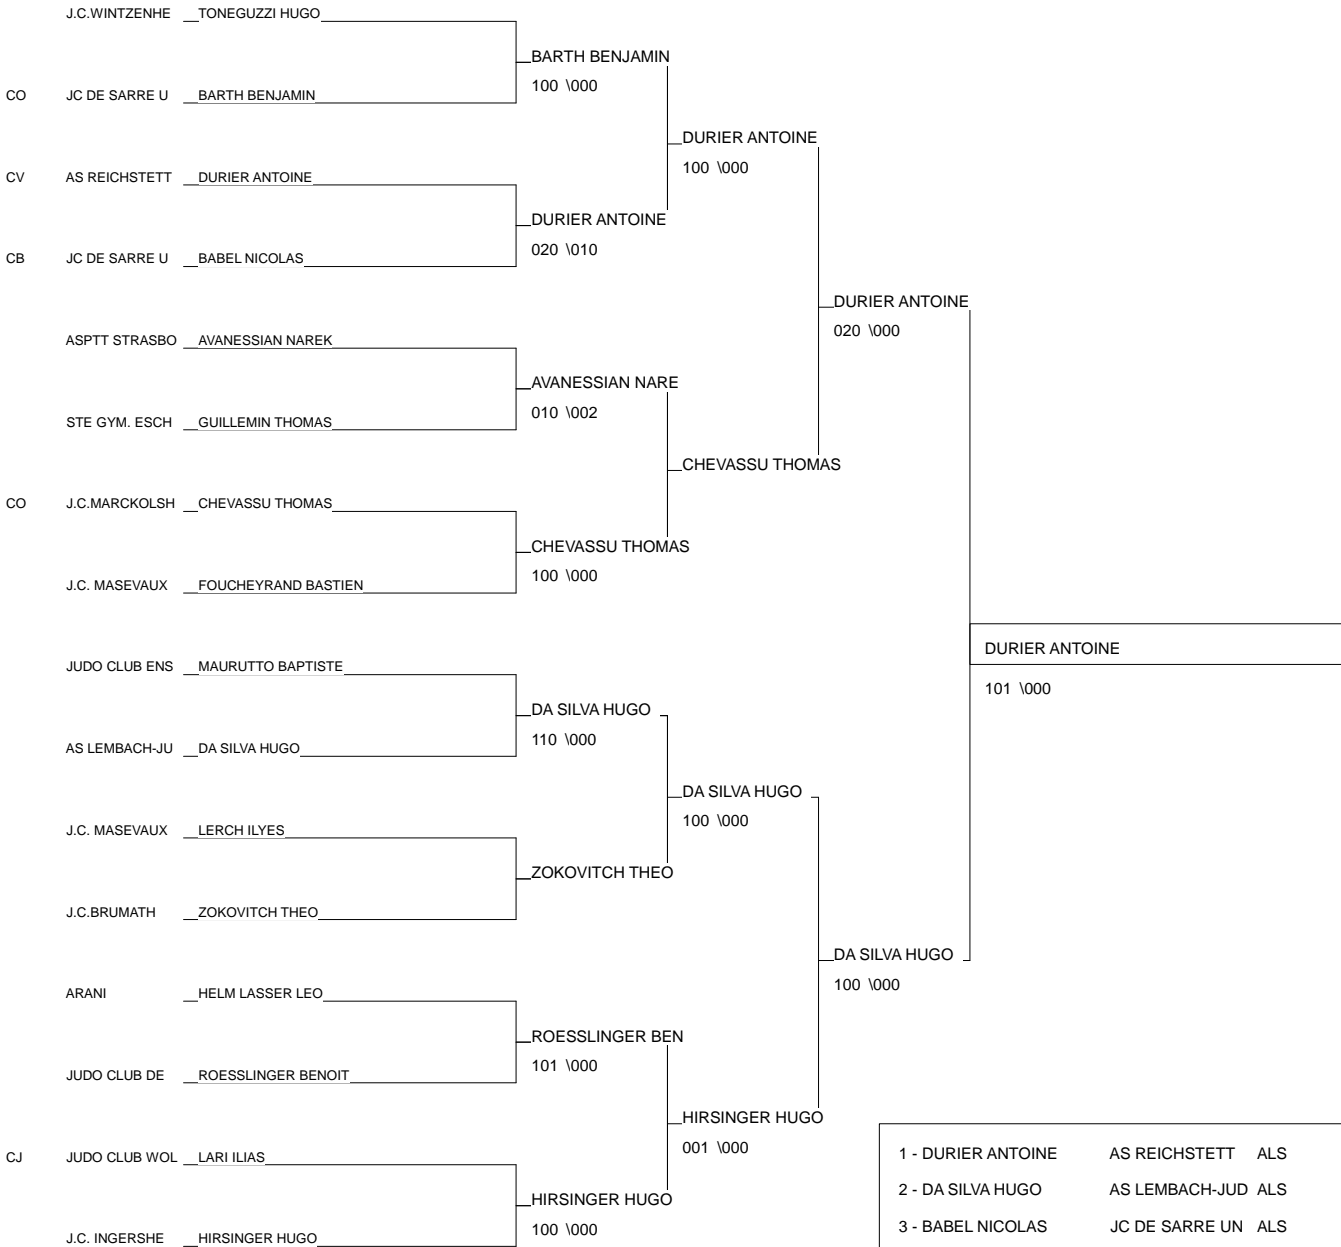 J.C.WINTZENHE TONEGUZZI HUGO
BARTH BENJAMIN
100 \000
CO JC DE SARRE U BARTH BENJAMIN
DURIER ANTOINE
100 \000
CV AS REICHSTETT DURIER ANTOINE
DURIER ANTOINE
020 \010
CB JC DE SARRE U BABEL NICOLAS
DURIER ANTOINE
020 \000
ASPTT STRASBO AVANESSIAN NAREK
AVANESSIAN NARE
010 \002
STE GYM. ESCH GUILLEMIN THOMAS
CHEVASSU THOMAS
CO J.C.MARCKOLSH CHEVASSU THOMAS
CHEVASSU THOMAS
100 \000
J.C. MASEVAUX FOUCHEYRAND BASTIEN
DURIER ANTOINE
101 \000
JUDO CLUB ENS MAURUTTO BAPTISTE
DA SILVA HUGO
110 \000
AS LEMBACH-JU DA SILVA HUGO
DA SILVA HUGO
100 \000
J.C. MASEVAUX LERCH ILYES
ZOKOVITCH THEO
J.C.BRUMATH ZOKOVITCH THEO
DA SILVA HUGO
100 \000
ARANI HELM LASSER LEO
ROESSLINGER BEN
101 \000
JUDO CLUB DE ROESSLINGER BENOIT
HIRSINGER HUGO
001 \000
CJ JUDO CLUB WOL LARI ILIAS
HIRSINGER HUGO
100 \000
J.C. INGERSHE HIRSINGER HUGO
1 - DURIER ANTOINE AS REICHSTETT ALS
2 - DA SILVA HUGO AS LEMBACH-JUD ALS
3 - BABEL NICOLAS JC DE SARRE UN ALS